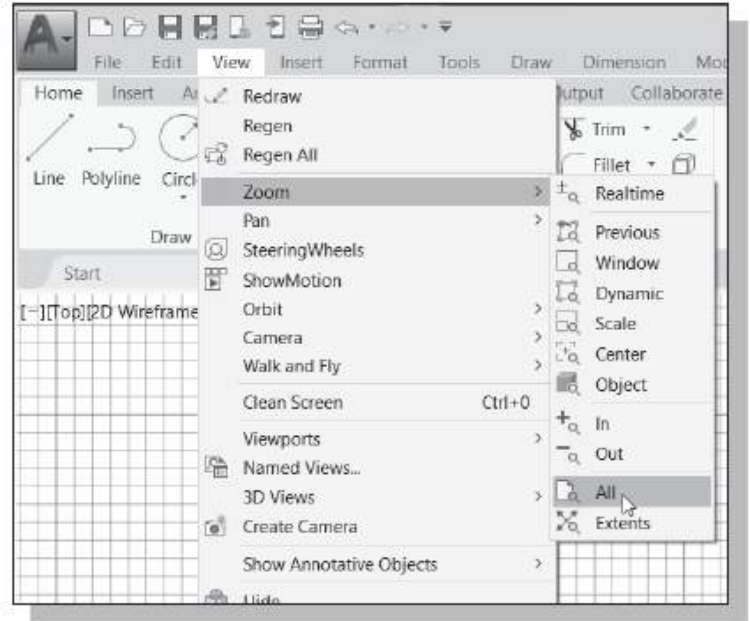 A
File Edit View Insert Format Tools Draw Dimension
Home Insert Collaborate
Redraw
Regen
Regen All
Zoom >
Pan >
SteeringWheels
ShowMotion
Orbit >
Camera >
Walk and Fly >
Clean Screen Ctrl+0
Viewports >
Named Views...
3D Views >
Create Camera
Show Annotative Objects >
Hide
Line Polyline
Draw
Trim
Fillet
Start
[−][Top][2D Wireframe
Realtime
Previous
Window
Dynamic
Scale
Center
Object
In
Out
All
Extents